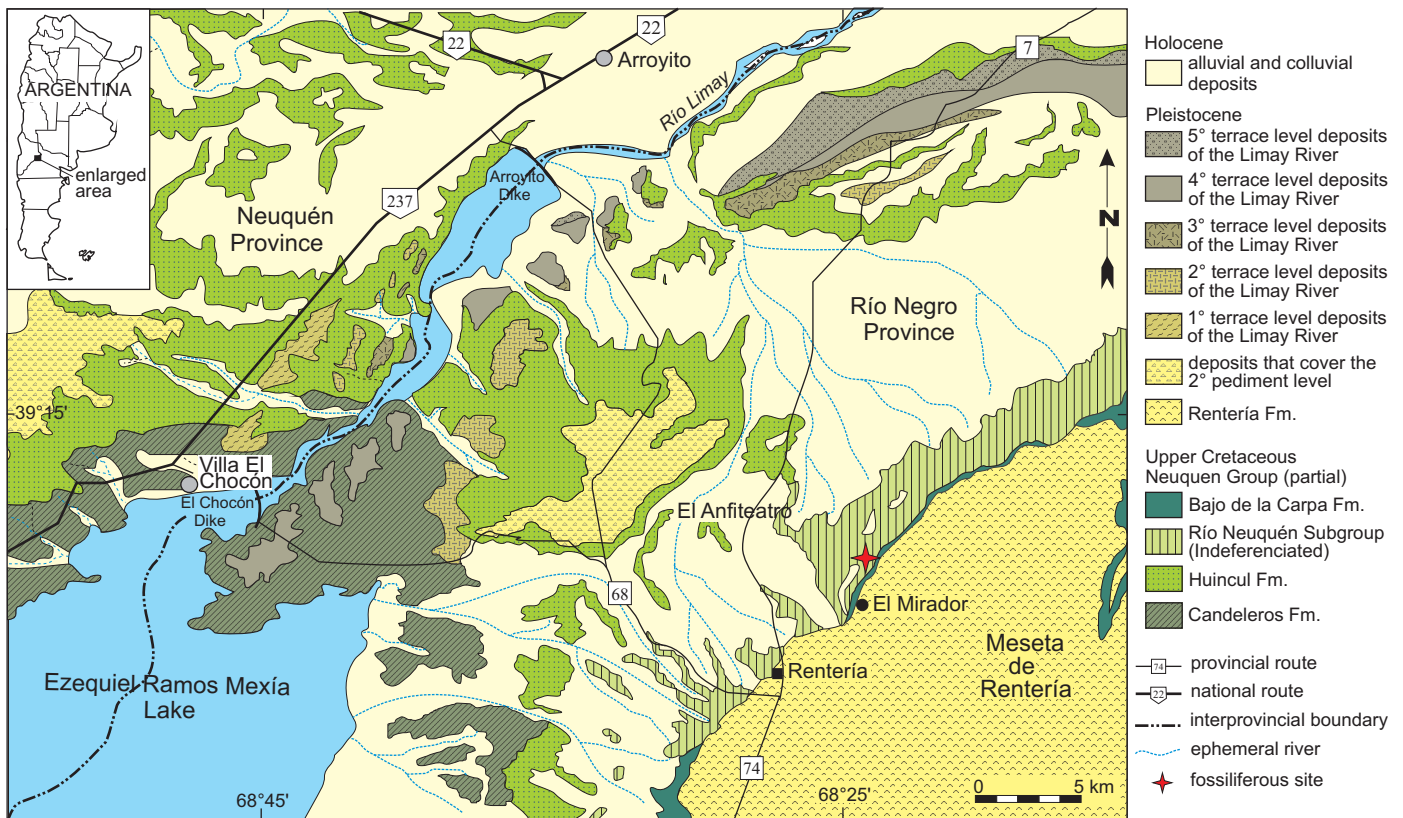 ARGENTINA
enlarged
area
22
22
Arroyito
7
Río Limay
Arroyito
Dike
237
Neuquén
Province
N
Río Negro
Province
39°15'
Villa El
Chocón
El Chocón
Dike
El Anfiteatro
68
El Mirador
Rentería
Meseta
de
Rentería
Ezequiel Ramos Mexía
Lake
74
68°45'
68°25'
0 5 km
Holocene
alluvial and colluvial
deposits
Pleistocene
5° terrace level deposits
of the Limay River
4° terrace level deposits
of the Limay River
3° terrace level deposits
of the Limay River
2° terrace level deposits
of the Limay River
1° terrace level deposits
of the Limay River
deposits that cover the
2° pediment level
Rentería Fm.
Upper Cretaceous
Neuquen Group (partial)
Bajo de la Carpa Fm.
Río Neuquén Subgroup
(Indeferenciated)
Huincul Fm.
Candeleros Fm.
74 provincial route
22 national route
interprovincial boundary
ephemeral river
fossiliferous site